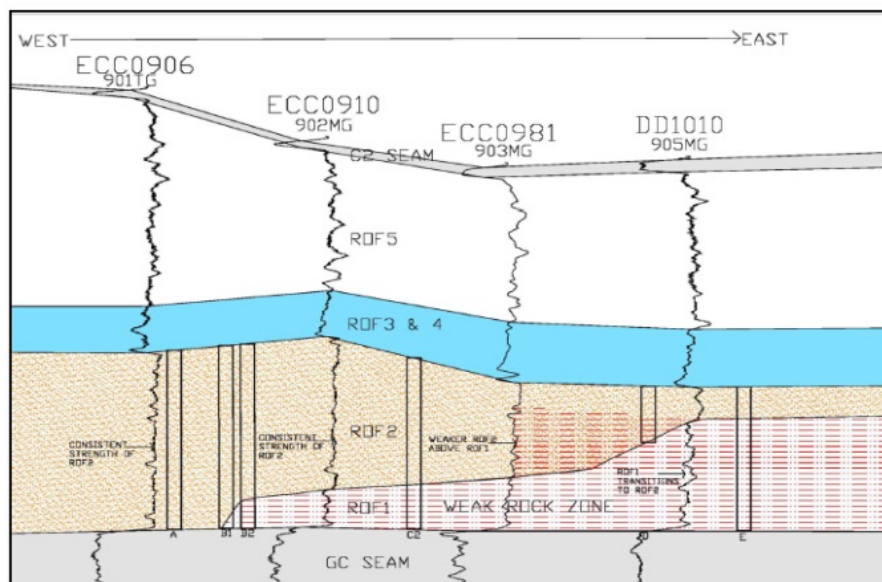 WEST
EAST
ECC0906
901TG
ECC0910
902MG
ECC0981
903MG
DD1010
905MG
C2 SEAM
ROF5
ROF3 & 4
ROF2
CONSISTENT
STRENGTH OF
ROF2
CONSISTENT
STRENGTH OF
ROF2
WEAKER ROF2
ABOVE ROF1
ROF1
TRANSITIONS
TO ROF2
ROF1
WEAK ROCK ZONE
A
B1
B2
C2
D
E
GC SEAM